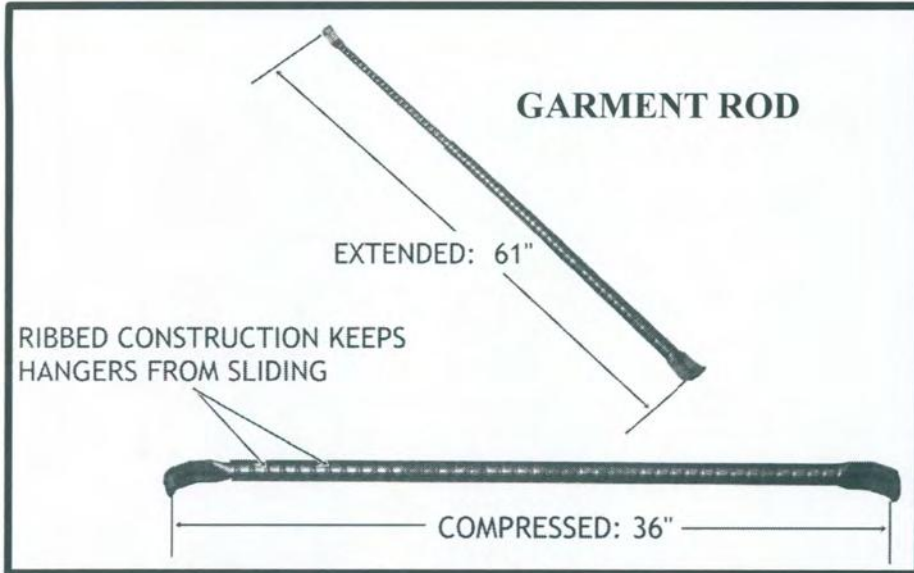 GARMENT ROD
EXTENDED: 61"
RIBBED CONSTRUCTION KEEPS
HANGERS FROM SLIDING
COMPRESSED: 36"